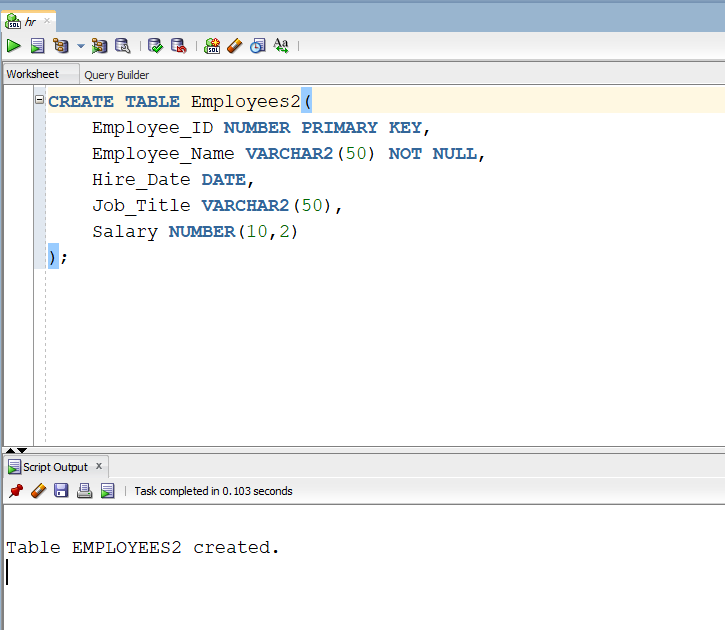 hr
Worksheet Query Builder
CREATE TABLE Employees2(
Employee_ID NUMBER PRIMARY KEY,
Employee_Name VARCHAR2(50) NOT NULL,
Hire_Date DATE,
Job_Title VARCHAR2(50),
Salary NUMBER(10,2)
);
Script Output x
Task completed in 0.103 seconds
Table EMPLOYEES2 created.